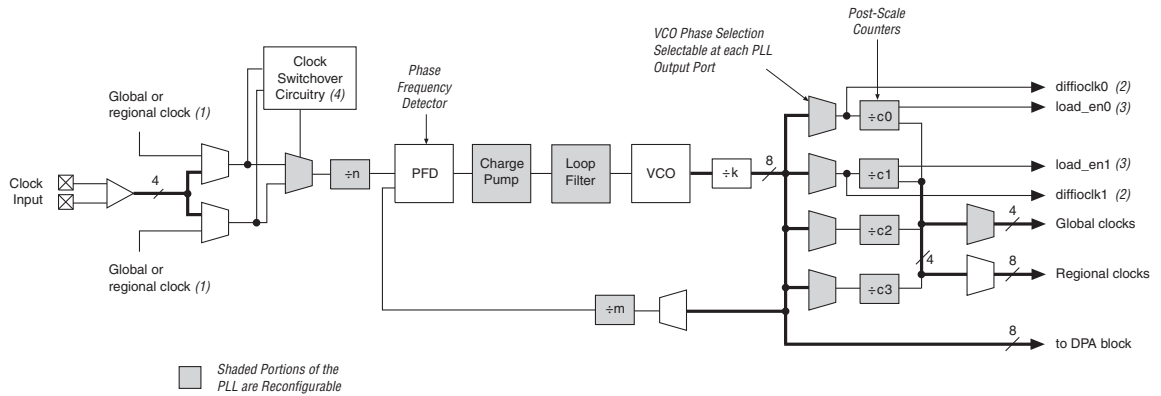 Post-Scale
Counters
VCO Phase Selection
Selectable at each PLL
Output Port
Clock
Switchover
Circuitry (4)
Phase
Frequency
Detector
Global or
regional clock (1)
diffioclk0 (2)
load_en0 (3)
÷c0
4
Clock
Input
÷n
PFD
Charge
Pump
Loop
Filter
VCO
÷k
8
÷c1
load_en1 (3)
diffioclk1 (2)
÷c2
4
Global clocks
Global or
regional clock (1)
4
÷c3
8
Regional clocks
÷m
8
to DPA block
Shaded Portions of the
PLL are Reconfigurable